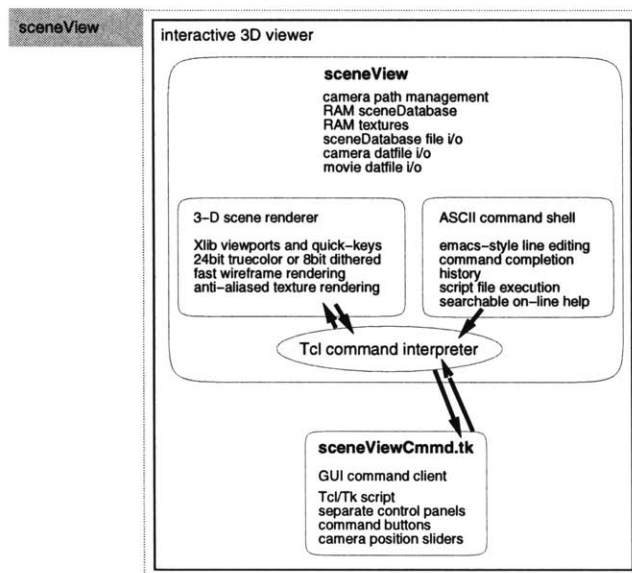 sceneView
interactive 3D viewer
sceneView
camera path management
RAM sceneDatabase
RAM textures
sceneDatabase file i/o
camera datfile i/o
movie datfile i/o
3-D scene renderer
Xlib viewports and quick-keys
24bit truecolor or 8bit dithered
fast wireframe rendering
anti-aliased texture rendering
ASCII command shell
emacs-style line editing
command completion
history
script file execution
searchable on-line help
Tcl command interpreter
sceneViewCmmd.tk
GUI command client
Tcl/Tk script
separate control panels
command buttons
camera position sliders